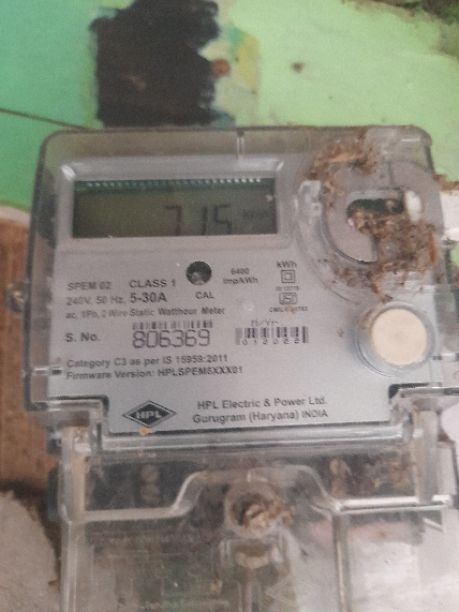 715
SPEM 02 CLASS 1
240V, 50 Hz, 5-30A CAL
6400
imp/kWh
kWh
ac, 1Ph, 2 Wire Static Watthour Meter
S. No. 806369
M/Yr-
012022
Category C3 as per IS 15959:2011
Firmware Version: HPLSPEM5XXX01
HPL
HPL Electric & Power Ltd.
Gurugram (Haryana) INDIA